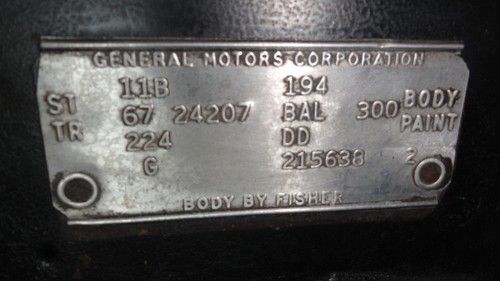 GENERAL MOTORS CORPORATION
11B 194
ST 67 24207 BAL 300 BODY
TR 224 DD PAINT
G 215638 2
BODY BY FISHER